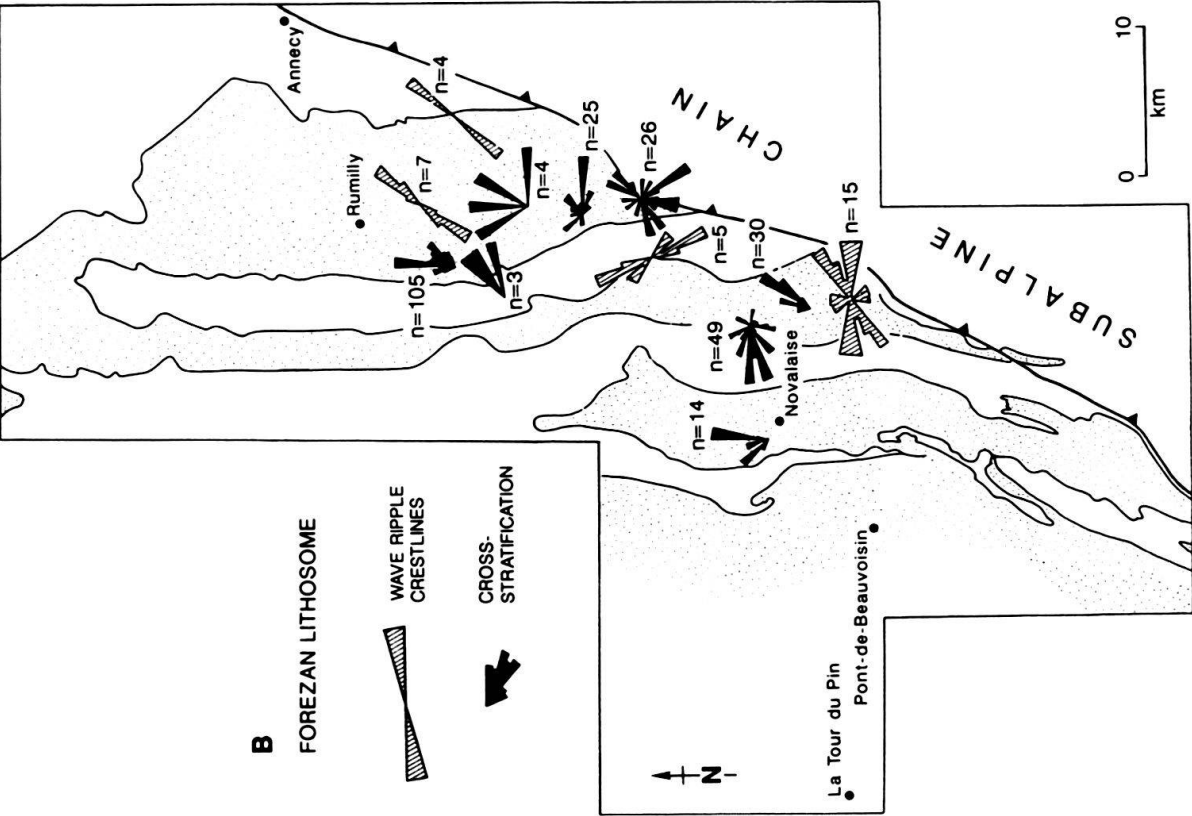 B
FOREZAN LITHOSOME
WAVE RIPPLE
CRESTLINES
CROSS-
STRATIFICATION
N
Annecy
Rumilly
Novalaise
La Tour du Pin
Pont-de-Beauvoisin
SUBALPINE
CHAIN
n=4
n=7
n=4
n=25
n=26
n=105
n=3
n=5
n=30
n=15
n=49
n=14
0
10
km